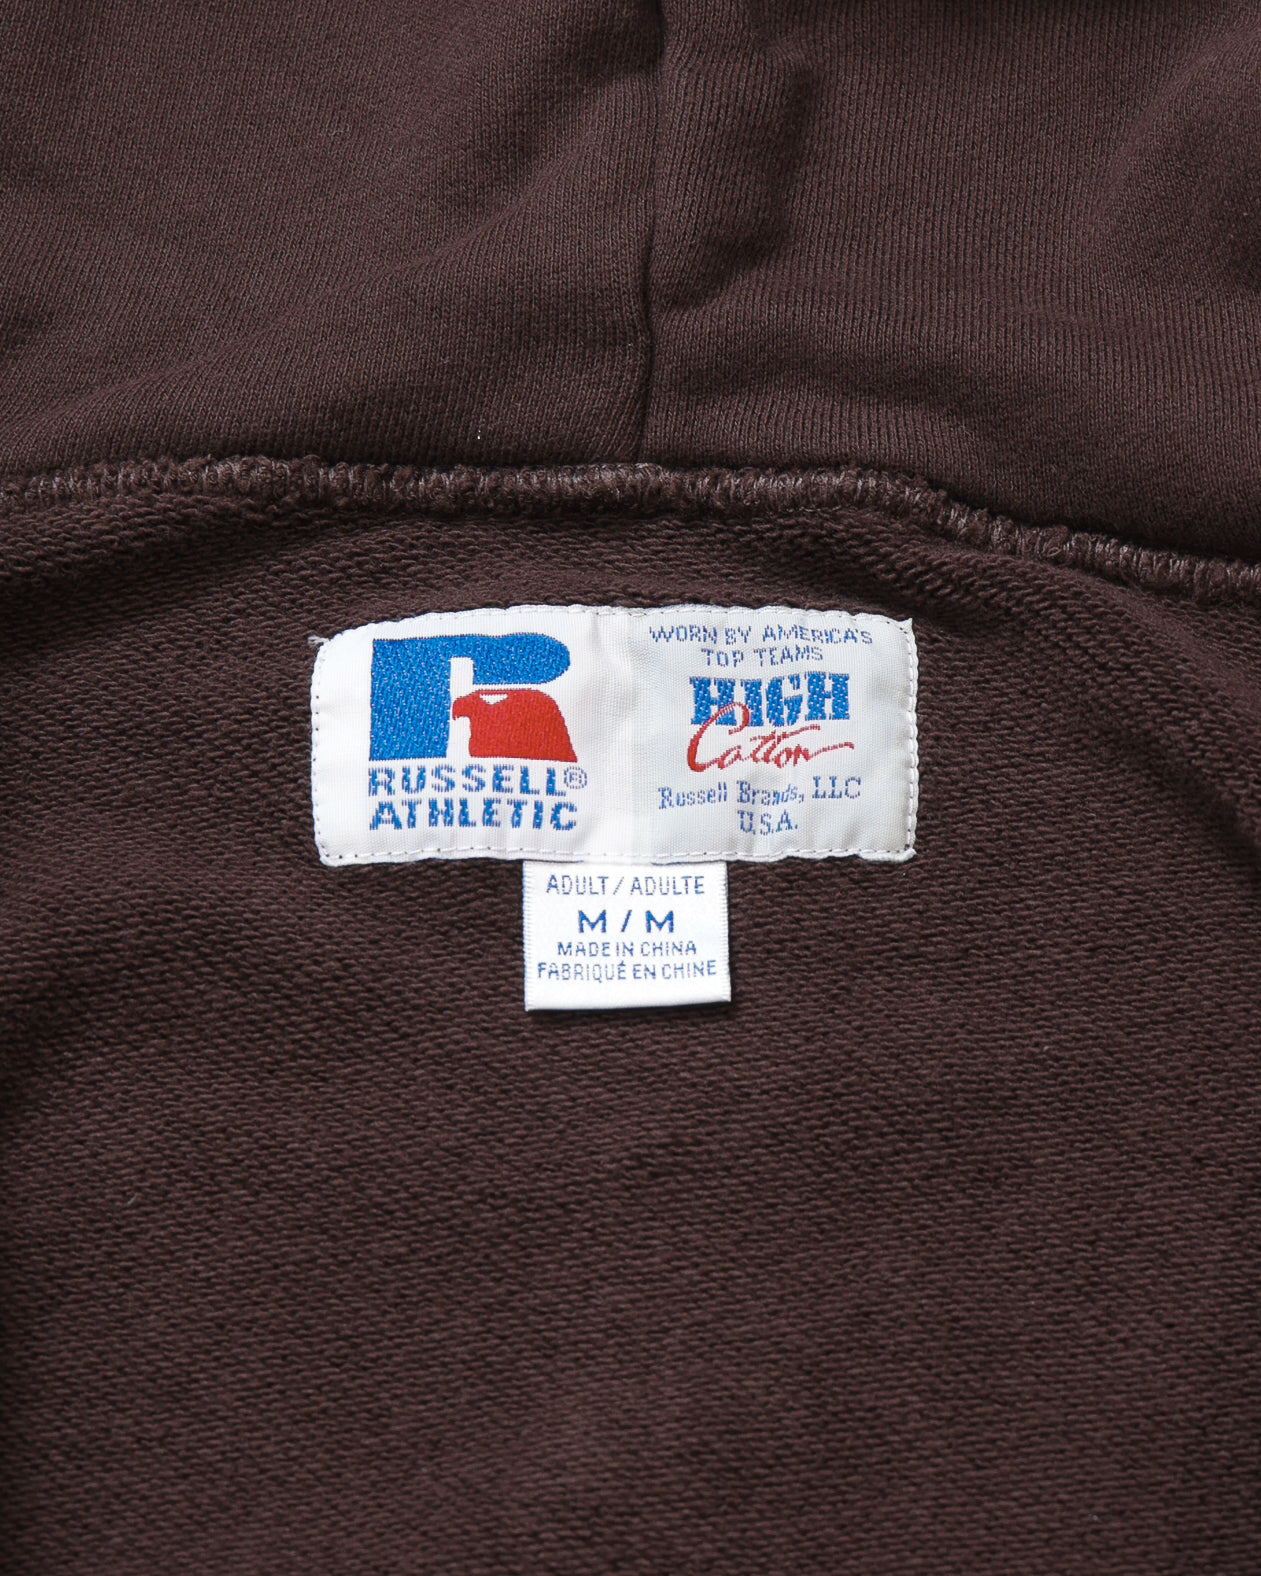 RUSSELL®
ATHLETIC
WORN BY AMERICA'S
TOP TEAMS
HIGH
Cotton
Russell Brands, LLC
U.S.A.
ADULT / ADULTE
M / M
MADE IN CHINA
FABRIQUÉ EN CHINE